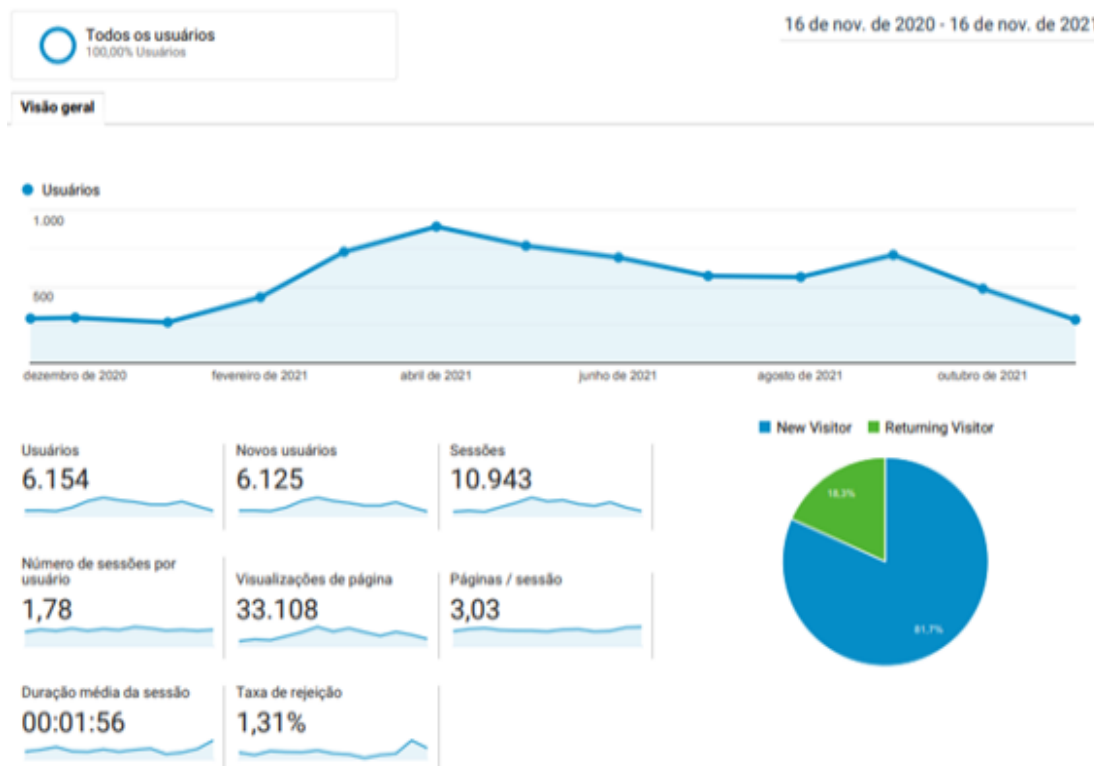 Todos os usuários
100,00% Usuários
16 de nov. de 2020 - 16 de nov. de 2021
Visão geral
Usuários
1.000
500
dezembro de 2020
fevereiro de 2021
abril de 2021
junho de 2021
agosto de 2021
outubro de 2021
New Visitor
Returning Visitor
Usuários
6.154
Novos usuários
6.125
Sessões
10.943
18,3%
81,7%
Número de sessões por
usuário
1,78
Visualizações de página
33.108
Páginas / sessão
3,03
Duração média da sessão
00:01:56
Taxa de rejeição
1,31%